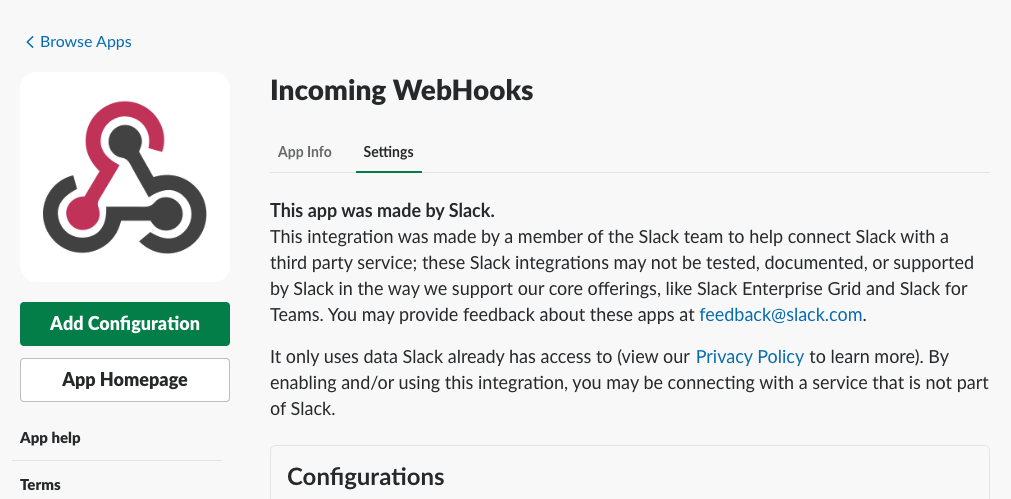 Browse Apps
Incoming WebHooks
App Info
Settings
This app was made by Slack.
This integration was made by a member of the Slack team to help connect Slack with a
third party service; these Slack integrations may not be tested, documented, or supported
by Slack in the way we support our core offerings, like Slack Enterprise Grid and Slack for
Teams. You may provide feedback about these apps at feedback@slack.com.
It only uses data Slack already has access to (view our Privacy Policy to learn more). By
enabling and/or using this integration, you may be connecting with a service that is not part
of Slack.
Add Configuration
App Homepage
App help
Terms
Configurations